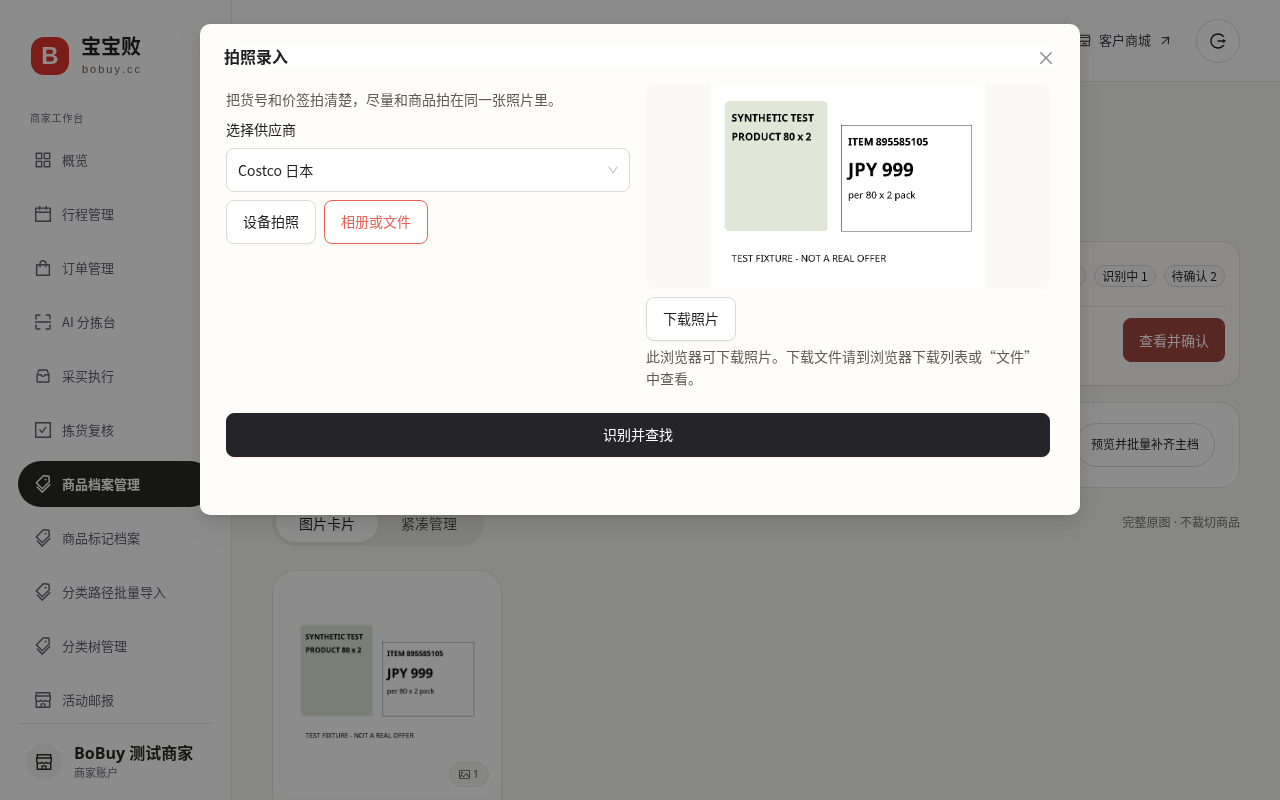 B
宝宝败
bobuy.cc
商家工作台
概览
行程管理
订单管理
AI 分拣台
采买执行
拣货复核
商品档案管理
商品标记档案
分类路径批量导入
分类树管理
活动邮报
BoBuy 测试商家
商家账户
客户商城
拍照录入
把货号和价签拍清楚，尽量和商品拍在同一张照片里。
选择供应商
Costco 日本
设备拍照
相册或文件
SYNTHETIC TEST
PRODUCT 80 x 2
ITEM 895585105
JPY 999
per 80 x 2 pack
TEST FIXTURE - NOT A REAL OFFER
下载照片
此浏览器可下载照片。下载文件请到浏览器下载列表或“文件”
中查看。
识别并查找
识别中 1
待确认 2
查看并确认
预览并批量补齐主档
图片卡片
紧凑管理
完整原图 · 不裁切商品
SYNTHETIC TEST
PRODUCT 80 x 2
ITEM 895585105
JPY 999
per 80 x 2 pack
TEST FIXTURE - NOT A REAL OFFER
1